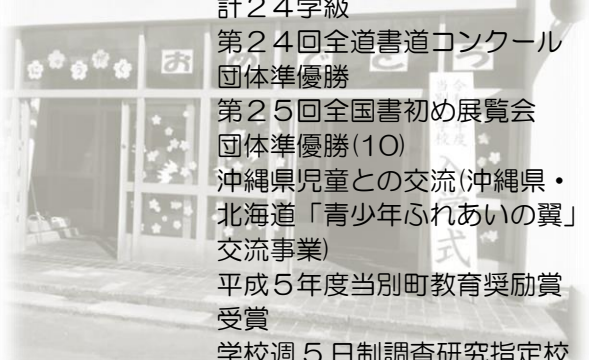 計２４学級
第２４回全道書道コンクール
団体準優勝
第２５回全国書初め展覧会
団体準優勝(10)
沖縄県児童との交流(沖縄県・
北海道「青少年ふれあいの翼」
交流事業)
平成５年度当別町教育奨励賞
受賞
学校週５日制調査研究指定校
入学式